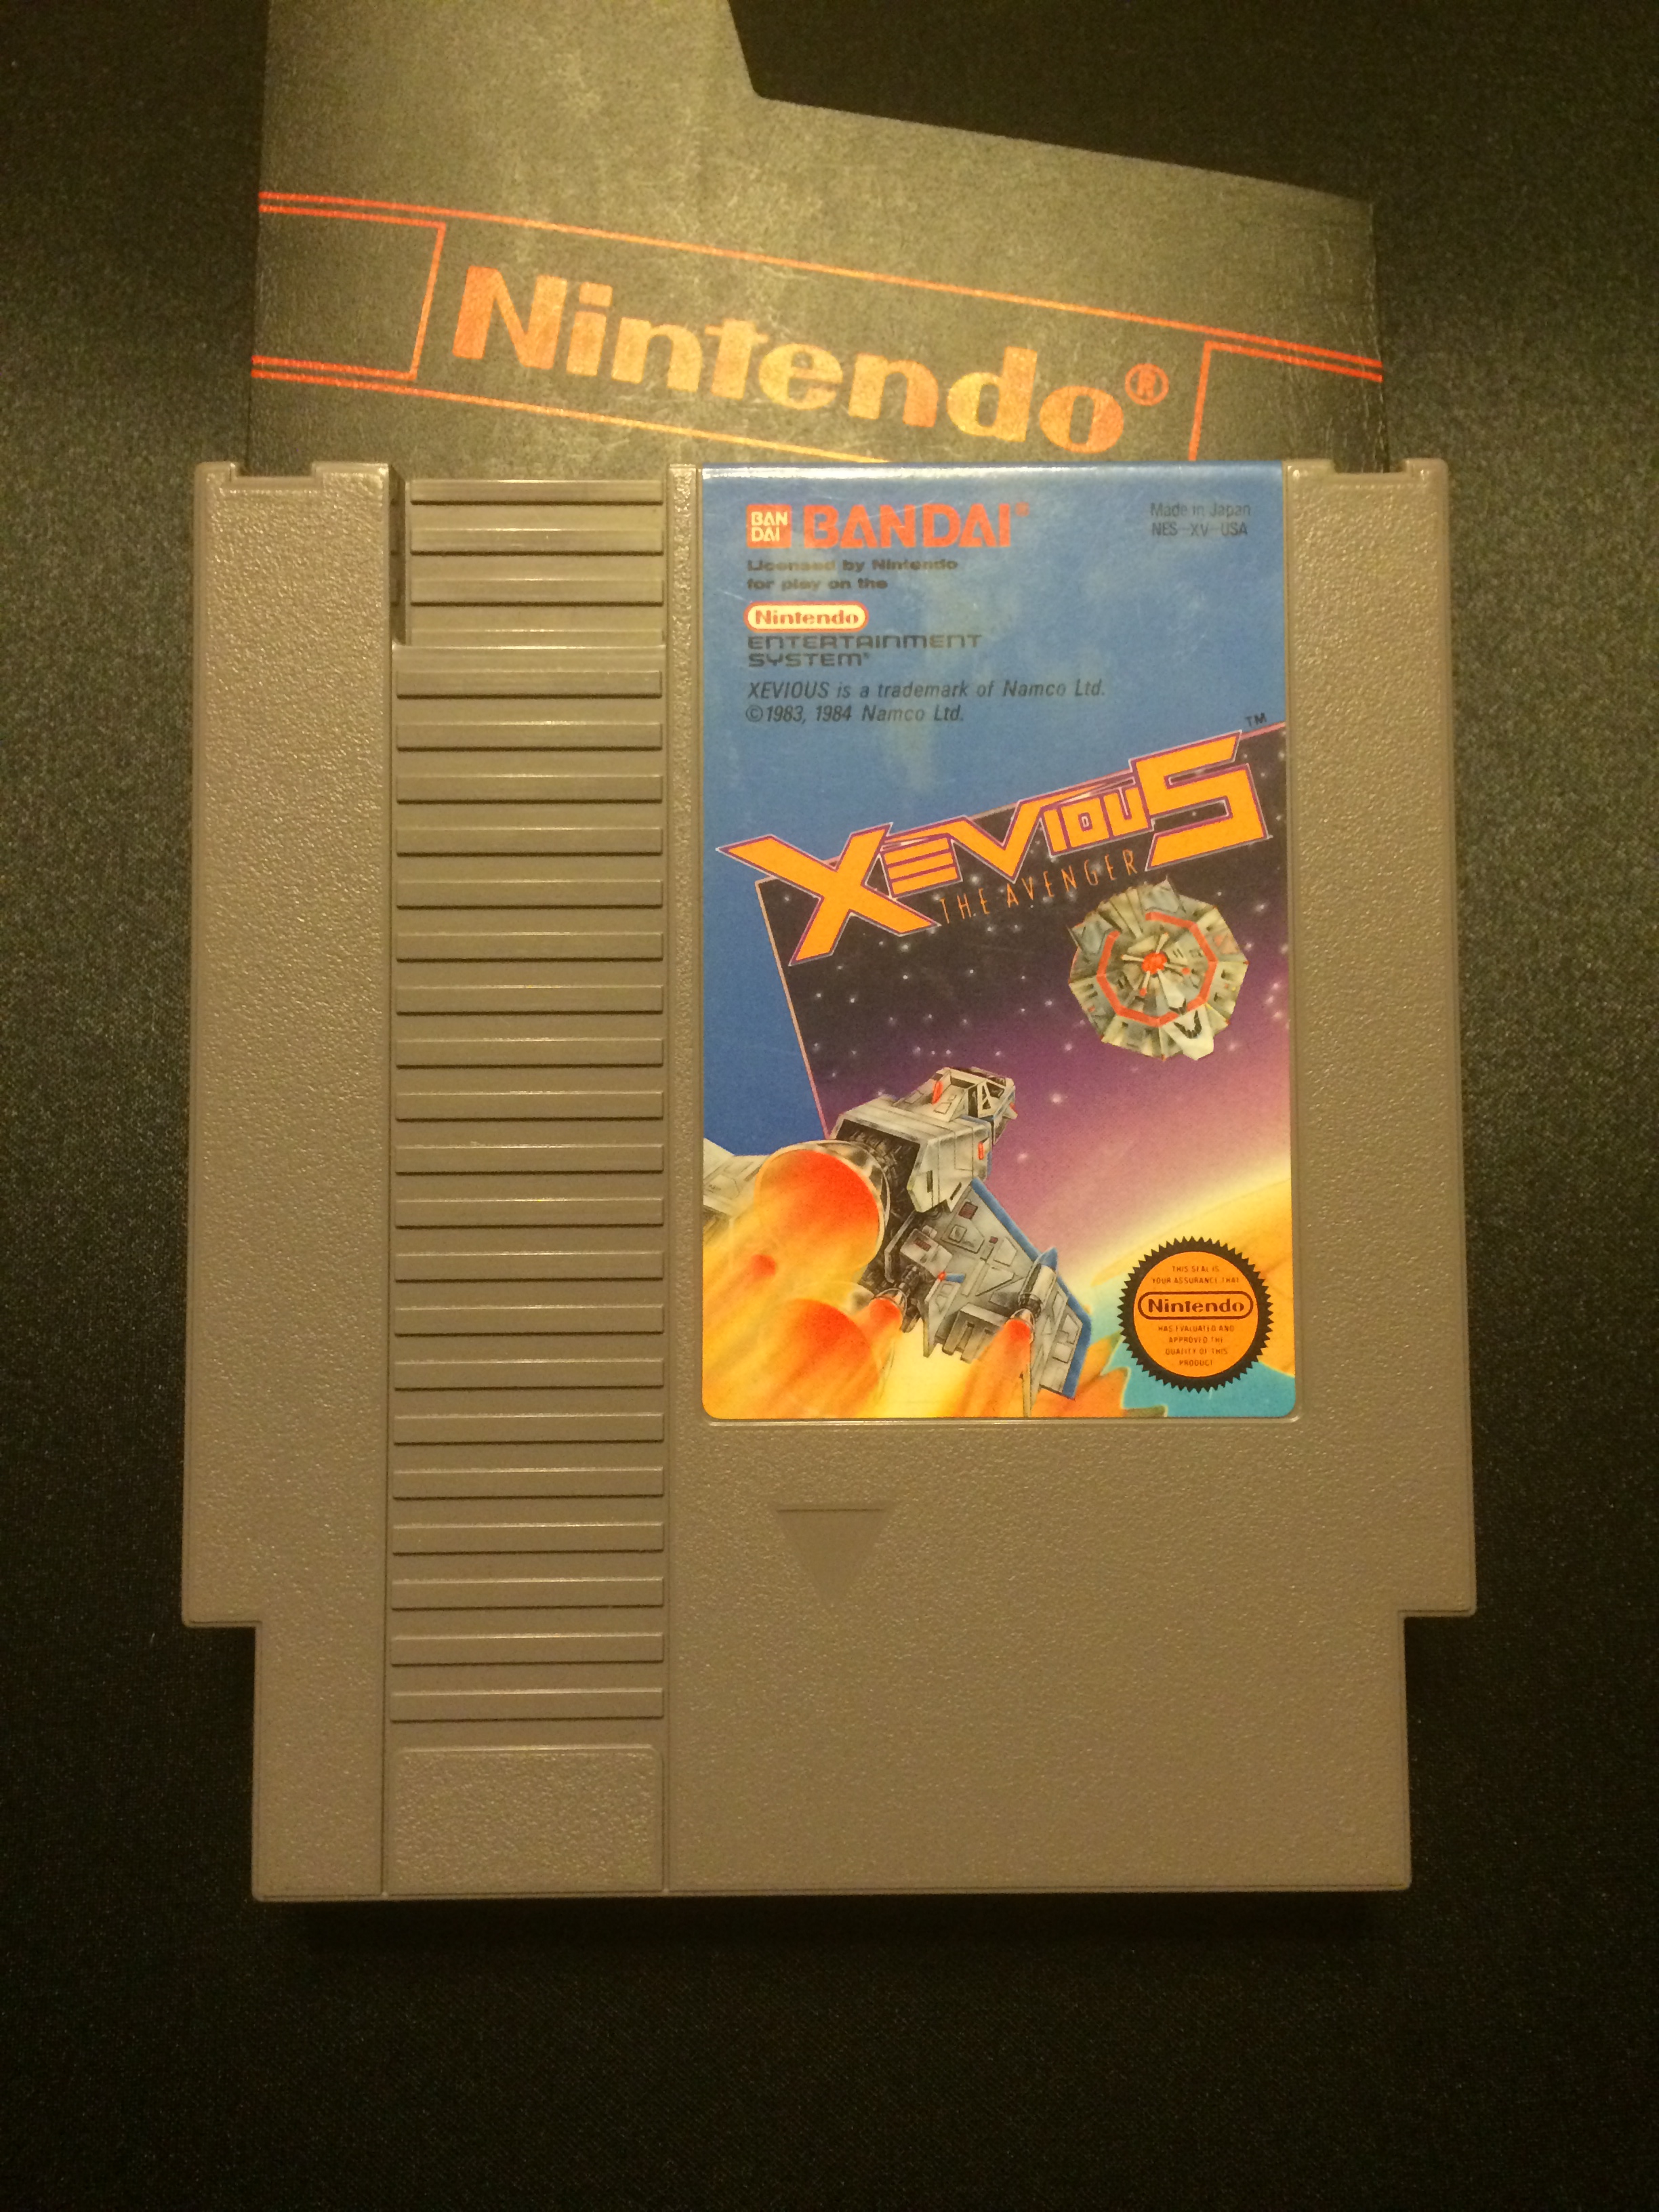 Nintendo®
BAN
DAI
BANDAI®
Made in Japan
NES-XV-USA
Licensed by Nintendo
for play on the
Nintendo
ENTERTAINMENT
SYSTEM®
XEVIOUS is a trademark of Namco Ltd.
©1983, 1984 Namco Ltd.
TM
XEVIOUS
THE AVENGER
THIS SEAL IS
YOUR ASSURANCE THAT
Nintendo
HAS EVALUATED AND
APPROVED THE
QUALITY OF THIS
PRODUCT